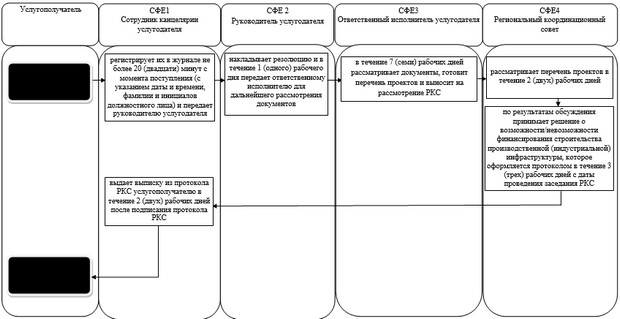 Услугополучатель
СФЕ1
Сотрудник канцелярии
услугодателя
СФЕ 2
Руководитель услугодателя
СФЕ3
Ответственный исполнитель услугодателя
СФЕ4
Региональный координационный
совет
регистрирует их в журнале не
более 20 (двадцати) минут с
момента поступления (с
указанием даты и времени,
фамилии и инициалов
должностного лица) и передает
руководителю услугодателя
накладывает резолюцию и в
течение 1 (одного) рабочего
дня передает ответственному
исполнителю для
дальнейшего рассмотрения
документов
в течение 7 (семи) рабочих дней
рассматривает документы, готовит
перечень проектов и выносит на
рассмотрение РКС
рассматривает перечень проектов в
течение 2 (двух) рабочих дней
по результатам обсуждения
принимает решение о
возможности/невозможности
финансирования строительства
производственной (индустриальной)
инфраструктуры, которое
оформляется протоколом в течение 3
(трех) рабочих дней с даты
проведения заседания РКС
выдает выписку из протокола
РКС услугополучателю в
течение 2 (двух) рабочих дней
после подписания протокола
РКС